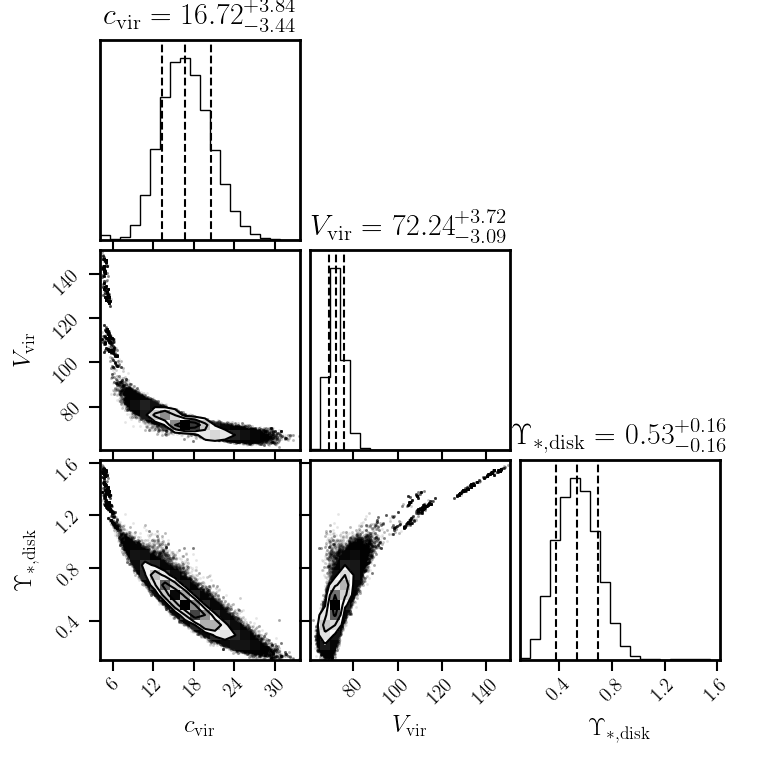 c_vir = 16.72^{+3.84}_{−3.44}
V_vir = 72.24^{+3.72}_{−3.09}
140
120
100
80
V_vir
Υ_{∗,disk} = 0.53^{+0.16}_{−0.16}
1.6
1.2
0.8
0.4
Υ_{∗,disk}
6 12 18 24 30
80 100 120 140
0.4 0.8 1.2 1.6
c_vir
V_vir
Υ_{∗,disk}